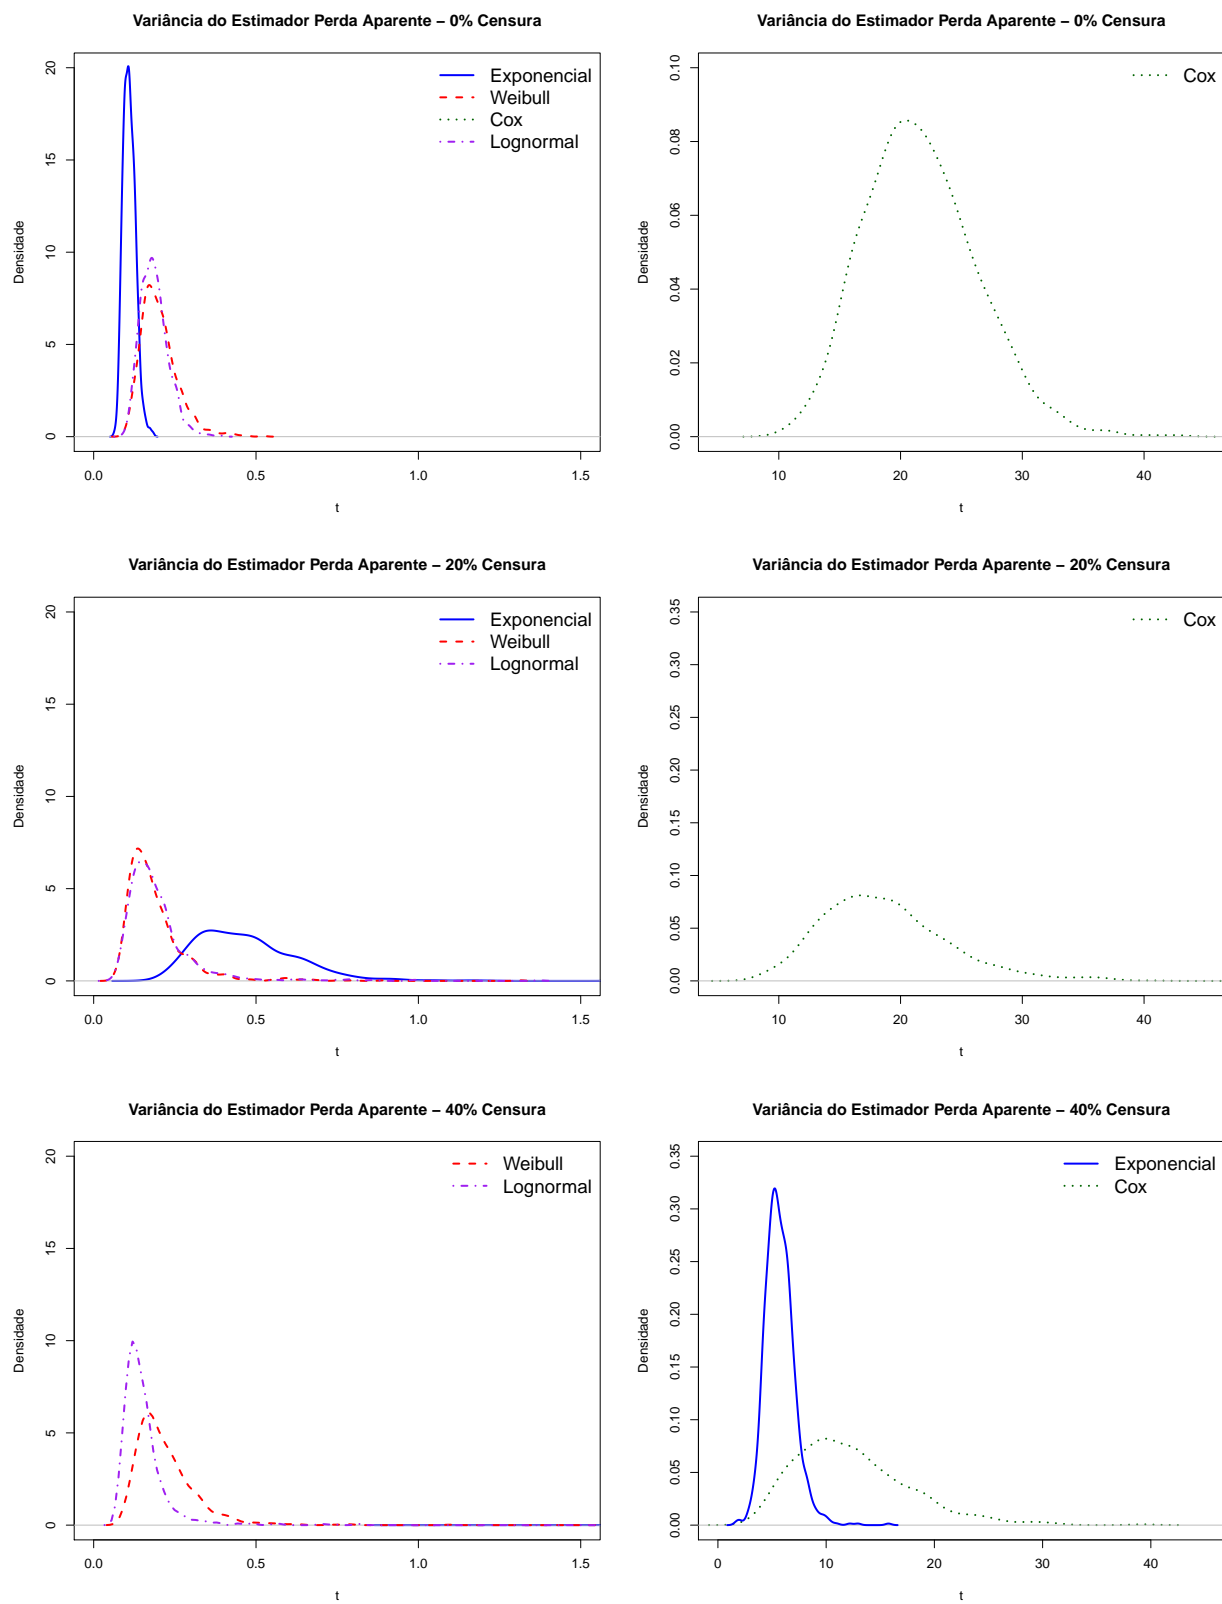 Variância do Estimador Perda Aparente – 0% Censura
Densidade
20
15
10
5
0
Exponencial
Weibull
Cox
Lognormal
0.0 0.5 1.0 1.5
t
Variância do Estimador Perda Aparente – 0% Censura
Densidade
0.10
0.08
0.06
0.04
0.02
0.00
Cox
10 20 30 40
t
Variância do Estimador Perda Aparente – 20% Censura
Densidade
20
15
10
5
0
Exponencial
Weibull
Lognormal
0.0 0.5 1.0 1.5
t
Variância do Estimador Perda Aparente – 20% Censura
Densidade
0.35
0.30
0.25
0.20
0.15
0.10
0.05
0.00
Cox
10 20 30 40
t
Variância do Estimador Perda Aparente – 40% Censura
Densidade
20
15
10
5
0
Weibull
Lognormal
0.0 0.5 1.0 1.5
t
Variância do Estimador Perda Aparente – 40% Censura
Densidade
0.35
0.30
0.25
0.20
0.15
0.10
0.05
0.00
Exponencial
Cox
0 10 20 30 40
t